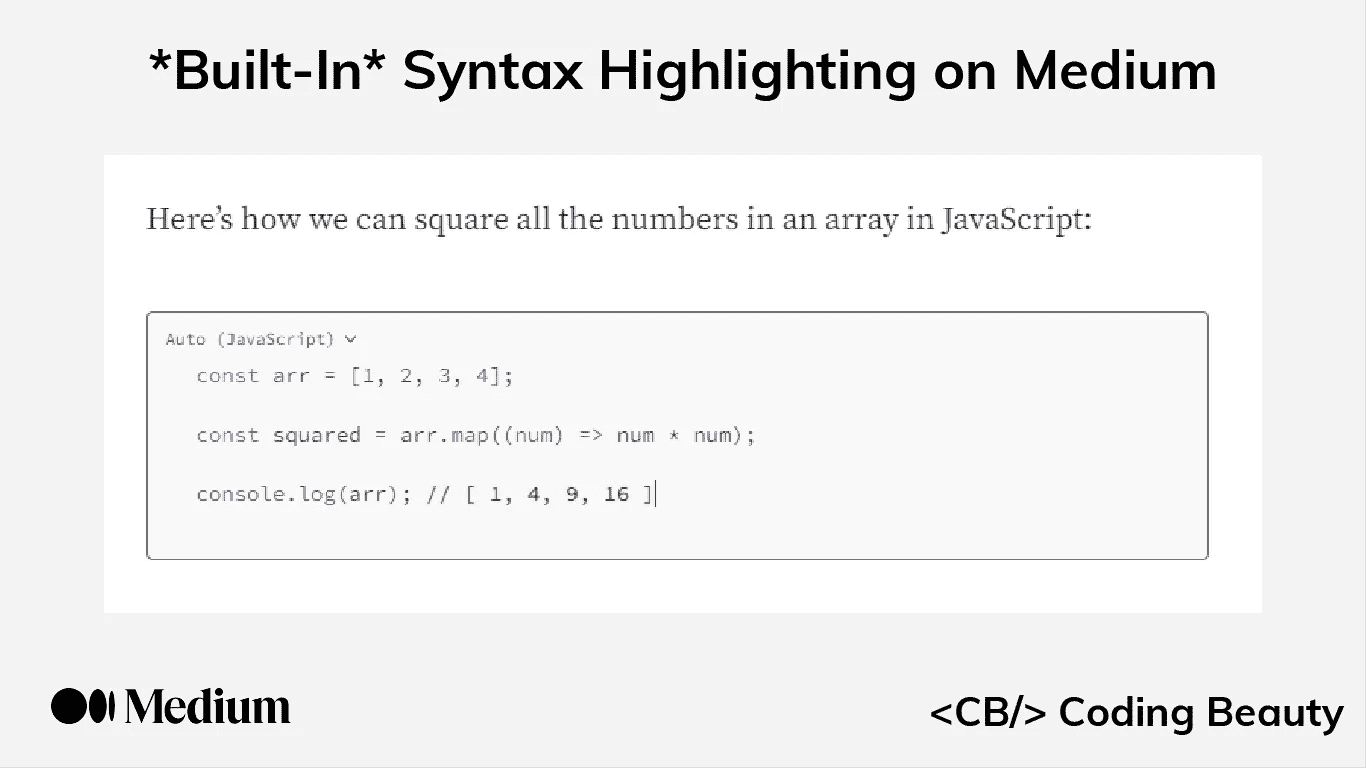 *Built-In* Syntax Highlighting on Medium
Here’s how we can square all the numbers in an array in JavaScript:
Auto (JavaScript)
const arr = [1, 2, 3, 4];
const squared = arr.map((num) => num * num);
console.log(arr); // [ 1, 4, 9, 16 ]
Medium
<CB/> Coding Beauty